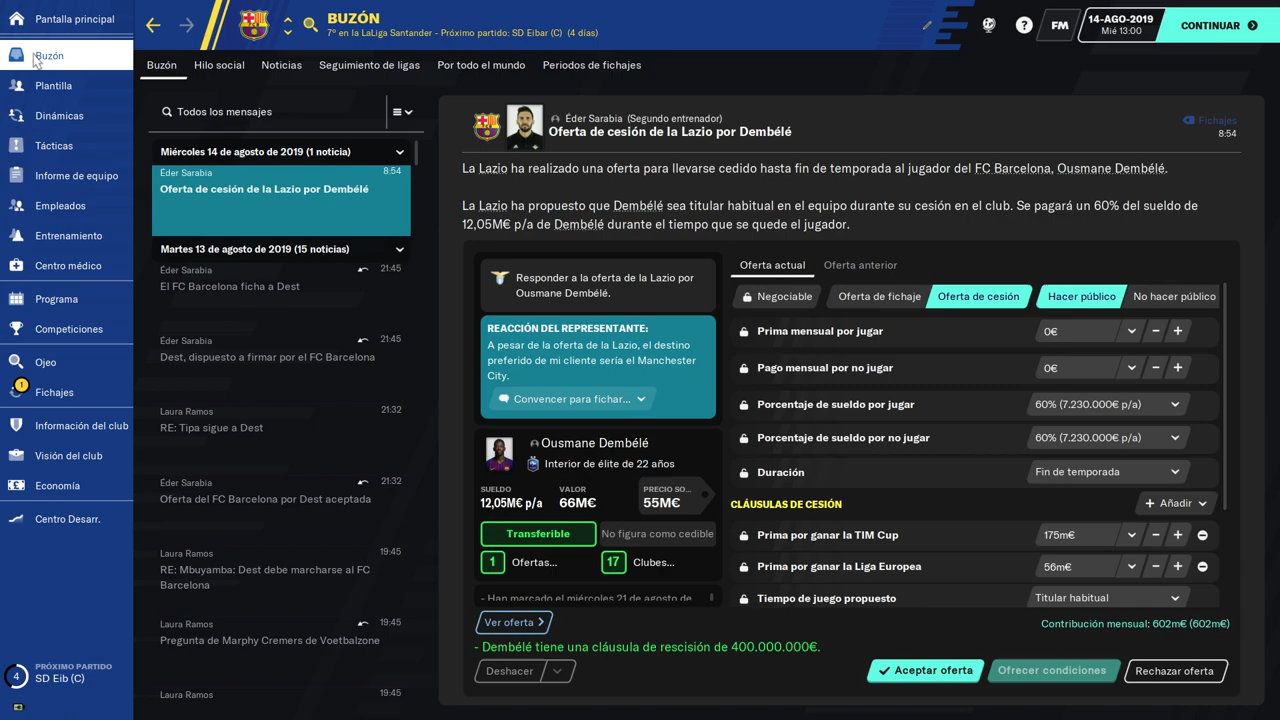 Pantalla principal
Buzón
Plantilla
Dinámicas
Tácticas
Informe de equipo
Empleados
Entrenamiento
Centro médico
Programa
Competiciones
Ojeo
1
Fichajes
Información del club
Visión del club
Economía
Centro Desarr.
4
PRÓXIMO PARTIDO
SD Eib (C)
BUZÓN
7º en la LaLiga Santander - Próximo partido: SD Eibar (C) (4 días)
?
FM
14-AGO-2019
Mié 13:00
CONTINUAR
Buzón
Hilo social
Noticias
Seguimiento de ligas
Por todo el mundo
Periodos de fichajes
Todos los mensajes
Miércoles 14 de agosto de 2019 (1 noticia)
Éder Sarabia 8:54
Oferta de cesión de la Lazio por Dembélé
Martes 13 de agosto de 2019 (15 noticias)
Éder Sarabia 21:45
El FC Barcelona ficha a Dest
Éder Sarabia 21:45
Dest, dispuesto a firmar por el FC Barcelona
Laura Ramos 21:32
RE: Tipa sigue a Dest
Éder Sarabia 21:32
Oferta del FC Barcelona por Dest aceptada
Laura Ramos 19:45
RE: Mbuyamba: Dest debe marcharse al FC
Barcelona
Laura Ramos 19:45
Pregunta de Marphy Cremers de Voetbalzone
Laura Ramos 19:45
Éder Sarabia (Segundo entrenador)
Oferta de cesión de la Lazio por Dembélé
Fichajes
8:54
La Lazio ha realizado una oferta para llevarse cedido hasta fin de temporada al jugador del FC Barcelona, Ousmane Dembélé.
La Lazio ha propuesto que Dembélé sea titular habitual en el equipo durante su cesión en el club. Se pagará un 60% del sueldo de
12,05M€ p/a de Dembélé durante el tiempo que se quede el jugador.
Responder a la oferta de la Lazio por
Ousmane Dembélé.
REACCIÓN DEL REPRESENTANTE:
A pesar de la oferta de la Lazio, el destino
preferido de mi cliente sería el Manchester
City.
Convencer para fichar...
Ousmane Dembélé
Interior de élite de 22 años
SUELDO
12,05M€ p/a
VALOR
66M€
PRECIO SO...
55M€
Transferible
No figura como cedible
1 Ofertas...
17 Clubes...
- Han marcado el miércoles 21 de agosto de
Oferta actual
Oferta anterior
Negociable
Oferta de fichaje
Oferta de cesión
Hacer público
No hacer público
Prima mensual por jugar 0€ − +
Pago mensual por no jugar 0€ − +
Porcentaje de sueldo por jugar 60% (7.230.000€ p/a)
Porcentaje de sueldo por no jugar 60% (7.230.000€ p/a)
Duración Fin de temporada
CLÁUSULAS DE CESIÓN + Añadir
Prima por ganar la TIM Cup 175m€ − +
Prima por ganar la Liga Europea 56m€ − +
Tiempo de juego propuesto Titular habitual
Ver oferta
Contribución mensual: 602m€ (602m€)
- Dembélé tiene una cláusula de rescisión de 400.000.000€.
Deshacer
Aceptar oferta
Ofrecer condiciones
Rechazar oferta